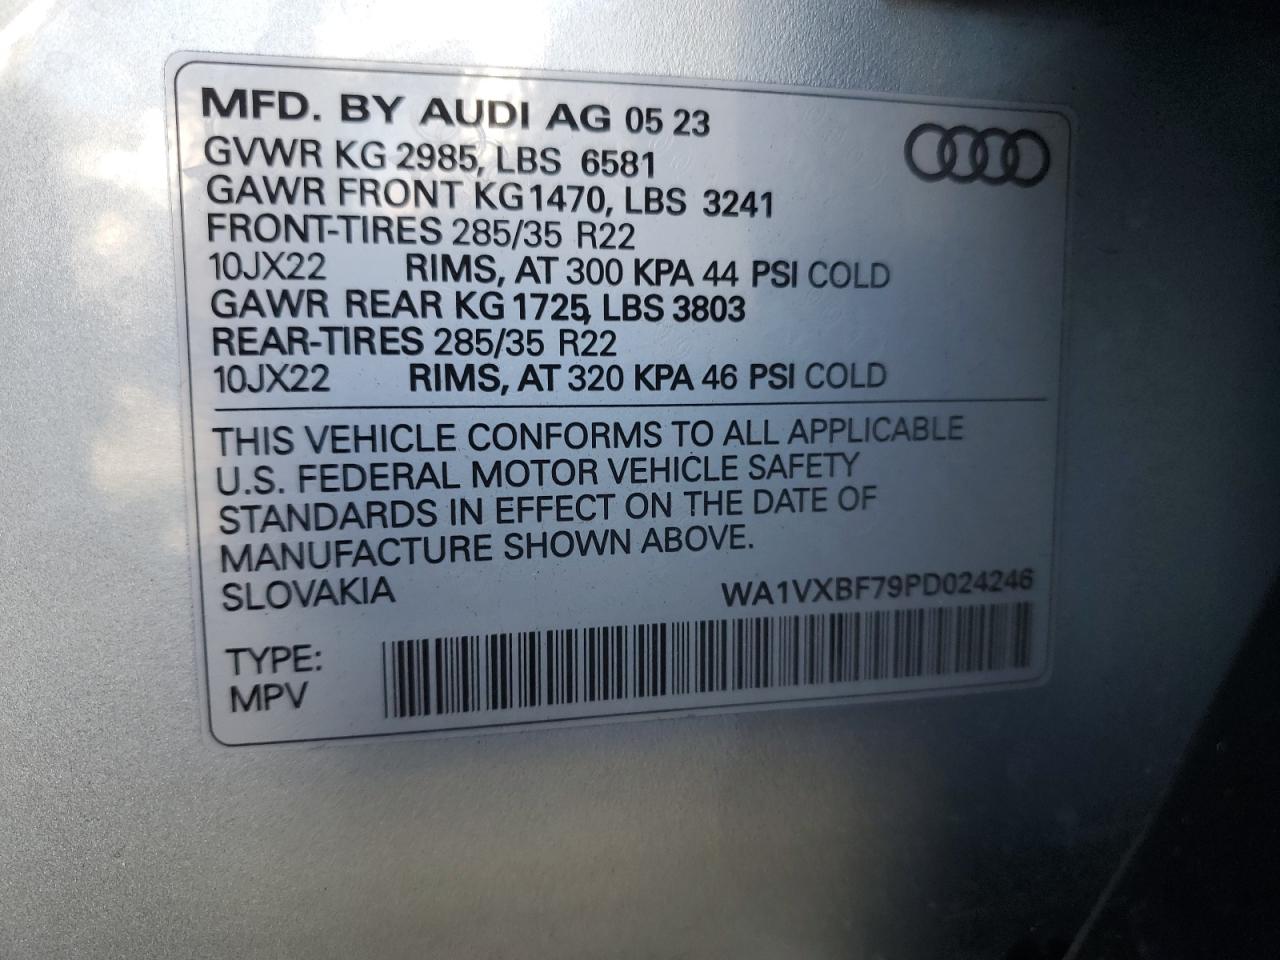 MFD. BY AUDI AG 05 23
GVWR KG 2985, LBS 6581
GAWR FRONT KG 1470, LBS 3241
FRONT-TIRES 285/35 R22
10JX22 RIMS, AT 300 KPA 44 PSI COLD
GAWR REAR KG 1725, LBS 3803
REAR-TIRES 285/35 R22
10JX22 RIMS, AT 320 KPA 46 PSI COLD
THIS VEHICLE CONFORMS TO ALL APPLICABLE
U.S. FEDERAL MOTOR VEHICLE SAFETY
STANDARDS IN EFFECT ON THE DATE OF
MANUFACTURE SHOWN ABOVE.
SLOVAKIA WA1VXBF79PD024246
TYPE:
MPV